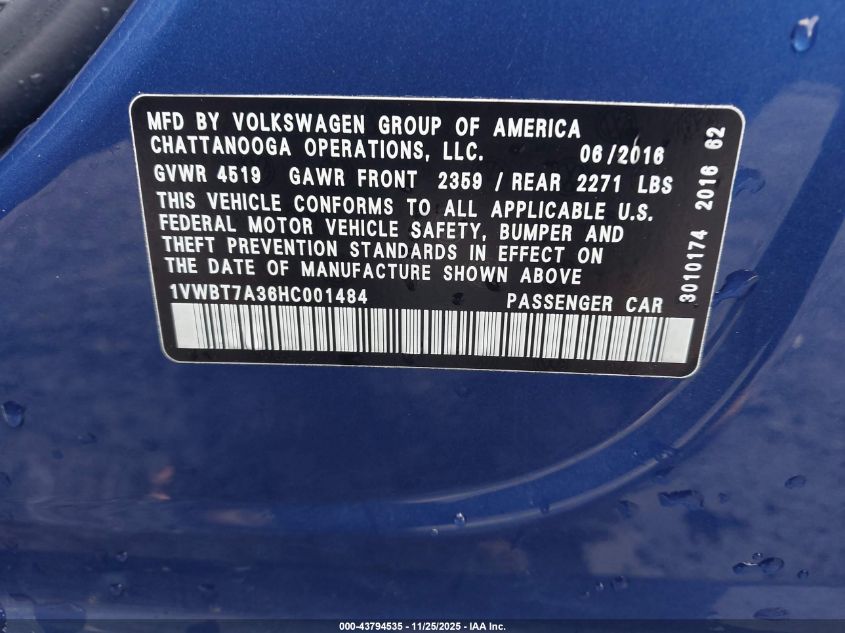 MFD BY VOLKSWAGEN GROUP OF AMERICA
CHATTANOOGA OPERATIONS, LLC. 06/2016
GVWR 4519 GAWR FRONT 2359 / REAR 2271 LBS
THIS VEHICLE CONFORMS TO ALL APPLICABLE U.S.
FEDERAL MOTOR VEHICLE SAFETY, BUMPER AND
THEFT PREVENTION STANDARDS IN EFFECT ON
THE DATE OF MANUFACTURE SHOWN ABOVE
1VWBT7A36HC001484 PASSENGER CAR
3010174 2016 62
000-43794535 - 11/25/2025 - IAA Inc.